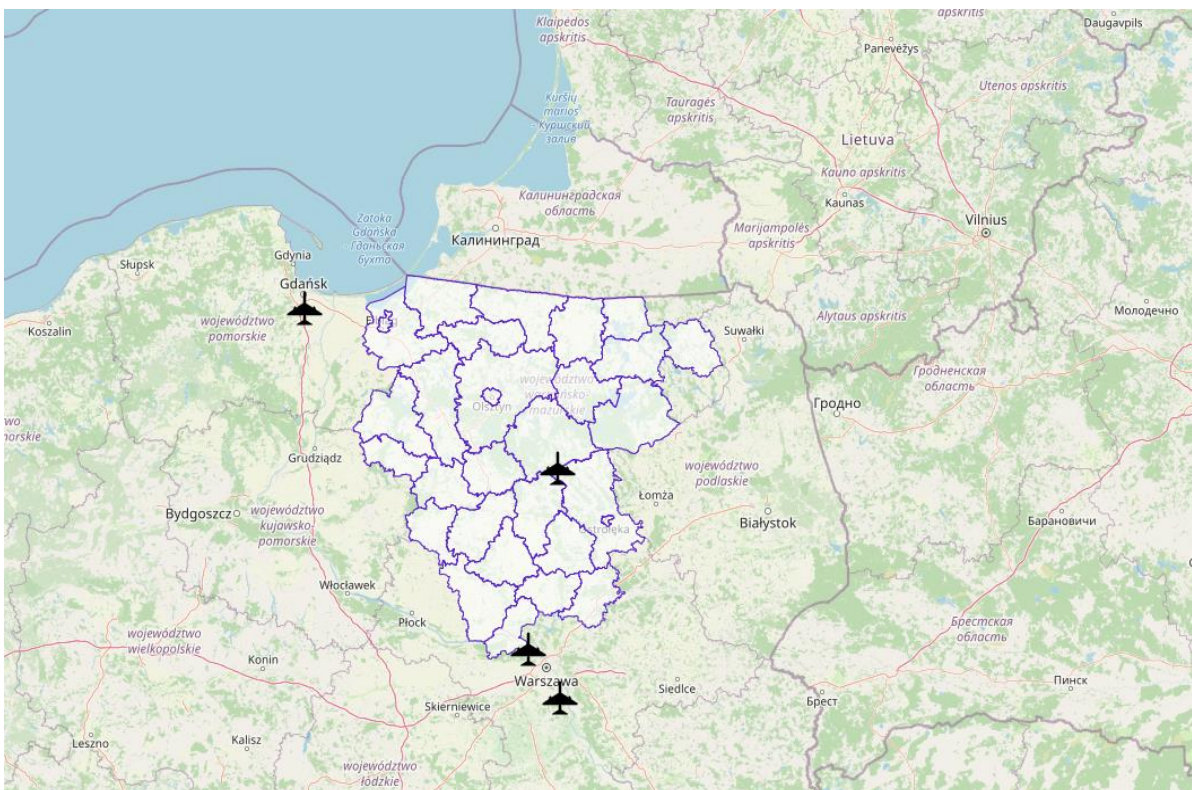 Klaipėdos
apskritis
apskritis
Daugavpils
Panevėžys
Utenos apskritis
Kuršių
marios
Куршский
залив
Tauragės
apskritis
Lietuva
Kauno apskritis
Kaunas
Калининградская
область
Vilnius
Zatoka
Gdańska
Гданьская
бухта
Marijampolės
apskritis
Калининград
Gdynia
Słupsk
Gdańsk
Alytaus apskritis
Молодечно
województwo
pomorskie
Suwałki
Koszalin
Гродненская
область
województwo
Olsztyn
Гродно
Grudziądz
województwo
podlaskie
Łomża
Bydgoszcz
województwo
kujawsko-
pomorskie
Białystok
Барановичи
Ostrołęka
Włocławek
Płock
Брестская
область
województwo
wielkopolskie
Konin
Warszawa
Siedlce
Пинск
Брест
Skierniewice
Leszno
Kalisz
województwo
łódzkie